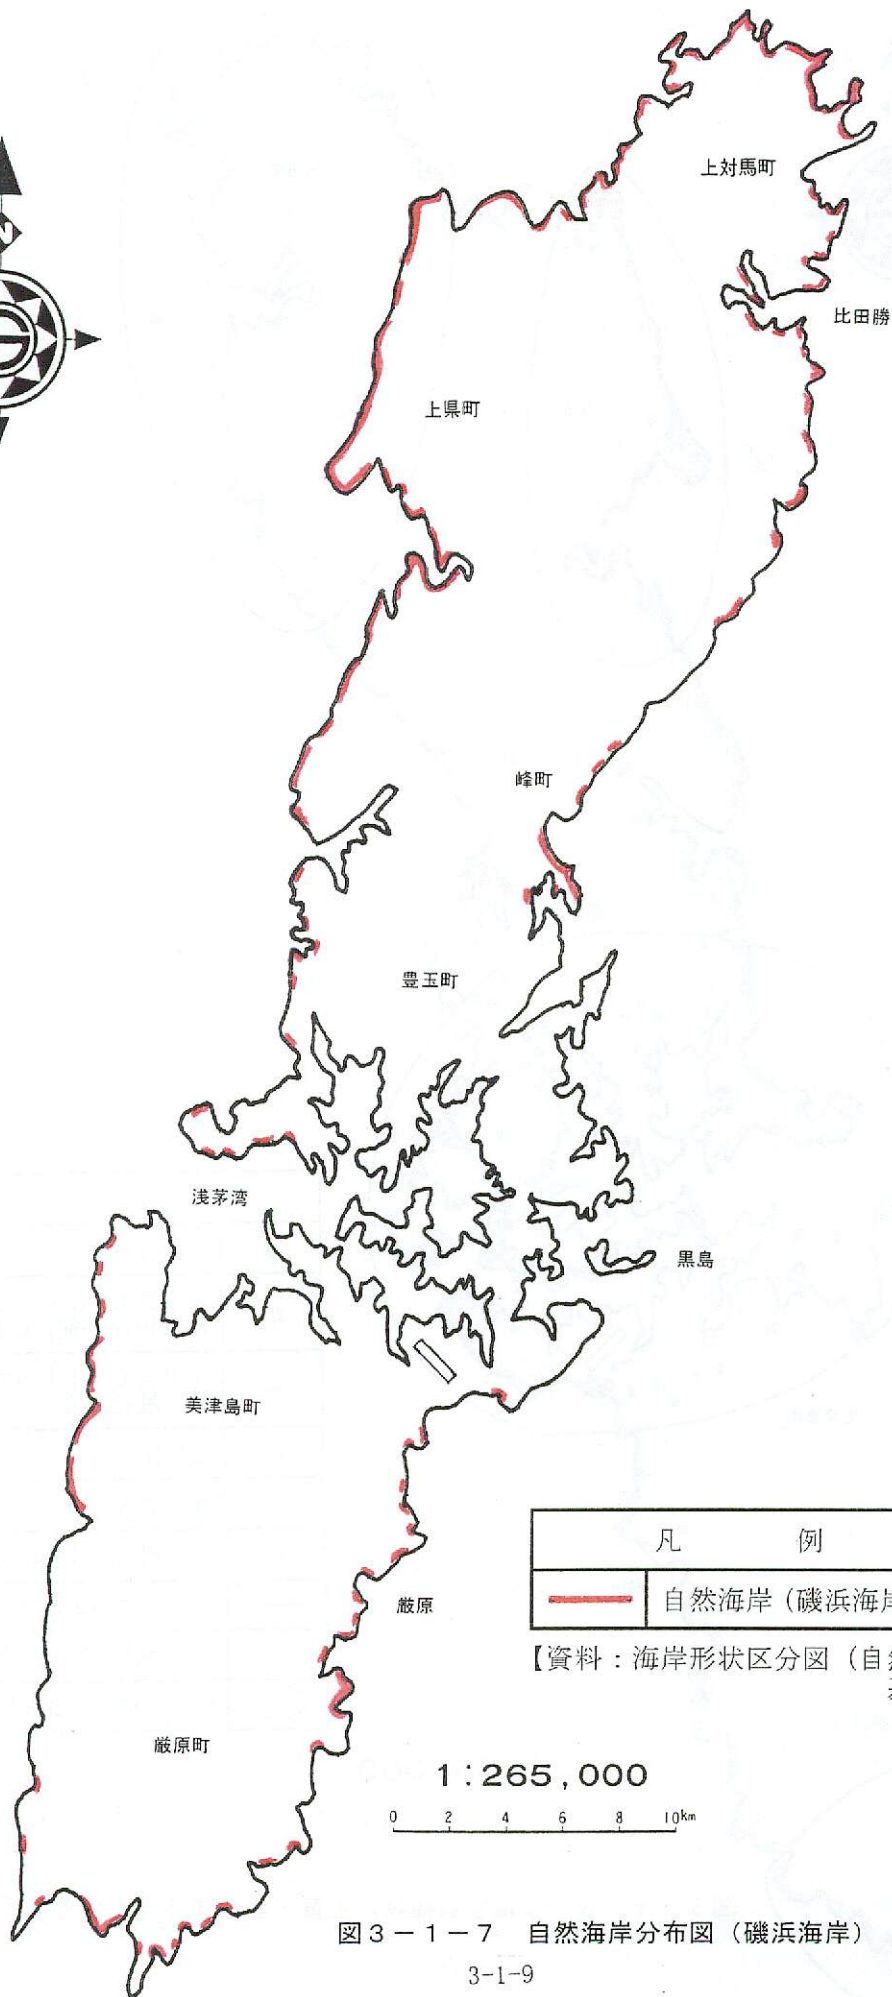 上対馬町
比田勝
上県町
峰町
豊玉町
浅茅湾
黒島
美津島町
凡 例
自然海岸（磯浜海岸
厳原
【資料：海岸形状区分図（自
厳原町
1:265,000
0 2 4 6 8 10km
図3－1－7 自然海岸分布図（磯浜海岸）
3-1-9